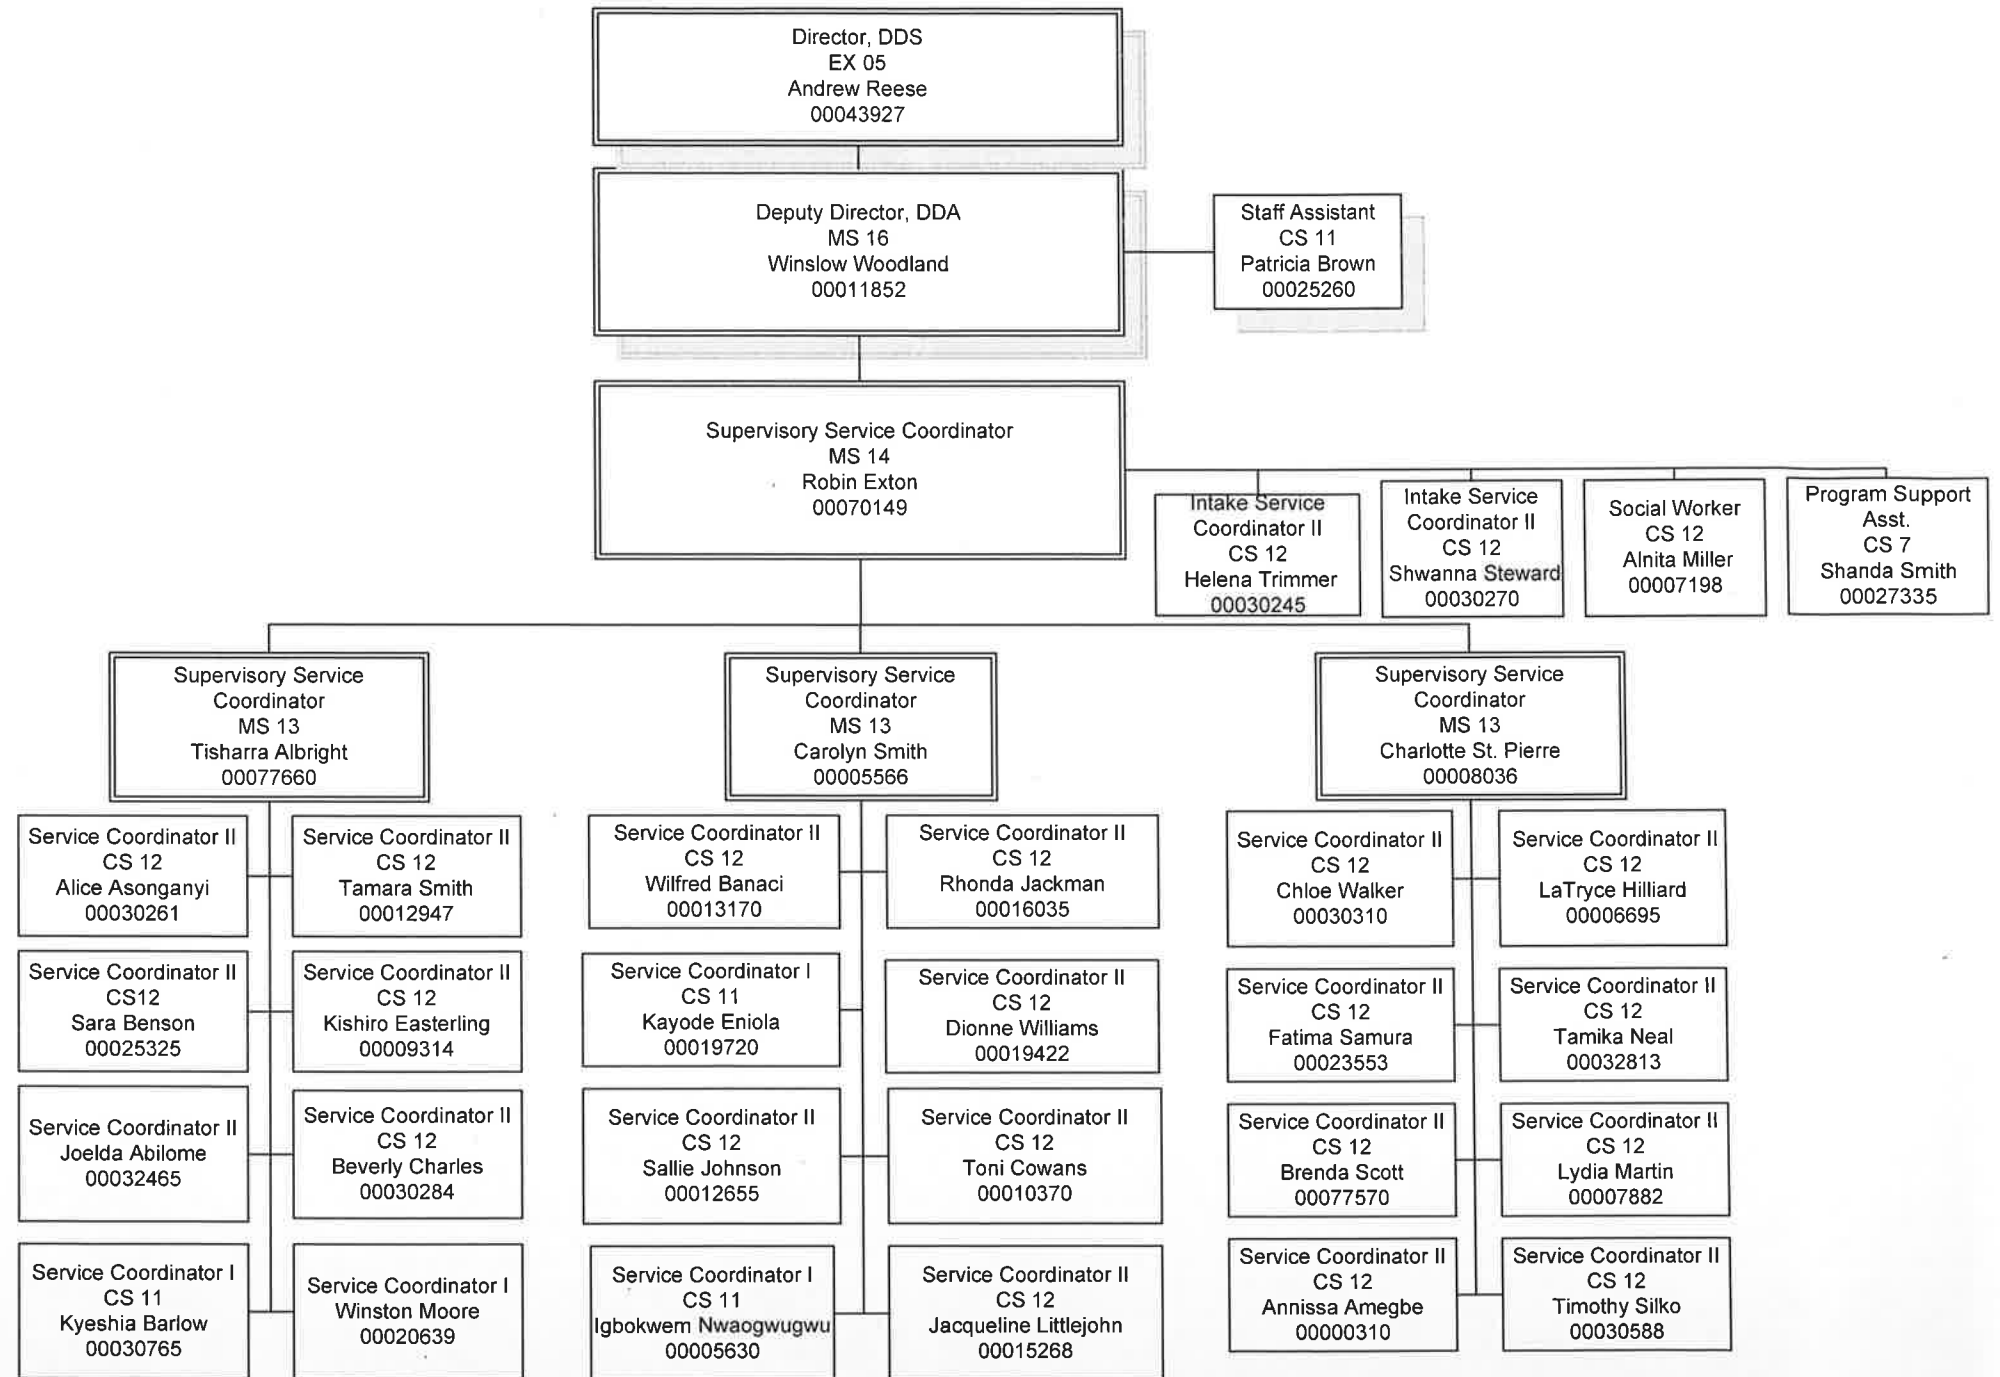 Director, DDS
EX 05
Andrew Reese
00043927
Deputy Director, DDA
MS 16
Winslow Woodland
00011852
Staff Assistant
CS 11
Patricia Brown
00025260
Supervisory Service Coordinator
MS 14
Robin Exton
00070149
Intake Service
Coordinator II
CS 12
Helena Trimmer
00030245
Intake Service
Coordinator II
CS 12
Shwanna Steward
00030270
Social Worker
CS 12
Alnita Miller
00007198
Program Support
Asst.
CS 7
Shanda Smith
00027335
Supervisory Service
Coordinator
MS 13
Tisharra Albright
00077660
Supervisory Service
Coordinator
MS 13
Carolyn Smith
00005566
Supervisory Service
Coordinator
MS 13
Charlotte St. Pierre
00008036
Service Coordinator II
CS 12
Alice Asonganyi
00030261
Service Coordinator II
CS 12
Tamara Smith
00012947
Service Coordinator II
CS12
Sara Benson
00025325
Service Coordinator II
CS 12
Kishiro Easterling
00009314
Service Coordinator II
Joelda Abilome
00032465
Service Coordinator II
CS 12
Beverly Charles
00030284
Service Coordinator I
CS 11
Kyeshia Barlow
00030765
Service Coordinator I
Winston Moore
00020639
Service Coordinator II
CS 12
Wilfred Banaci
00013170
Service Coordinator II
CS 12
Rhonda Jackman
00016035
Service Coordinator I
CS 11
Kayode Eniola
00019720
Service Coordinator II
CS 12
Dionne Williams
00019422
Service Coordinator II
CS 12
Sallie Johnson
00012655
Service Coordinator II
CS 12
Toni Cowans
00010370
Service Coordinator I
CS 11
Igbokwem Nwaogwugwu
00005630
Service Coordinator II
CS 12
Jacqueline Littlejohn
00015268
Service Coordinator II
CS 12
Chloe Walker
00030310
Service Coordinator II
CS 12
LaTryce Hilliard
00006695
Service Coordinator II
CS 12
Fatima Samura
00023553
Service Coordinator II
CS 12
Tamika Neal
00032813
Service Coordinator II
CS 12
Brenda Scott
00077570
Service Coordinator II
CS 12
Lydia Martin
00007882
Service Coordinator II
CS 12
Annissa Amegbe
00000310
Service Coordinator II
CS 12
Timothy Silko
00030588